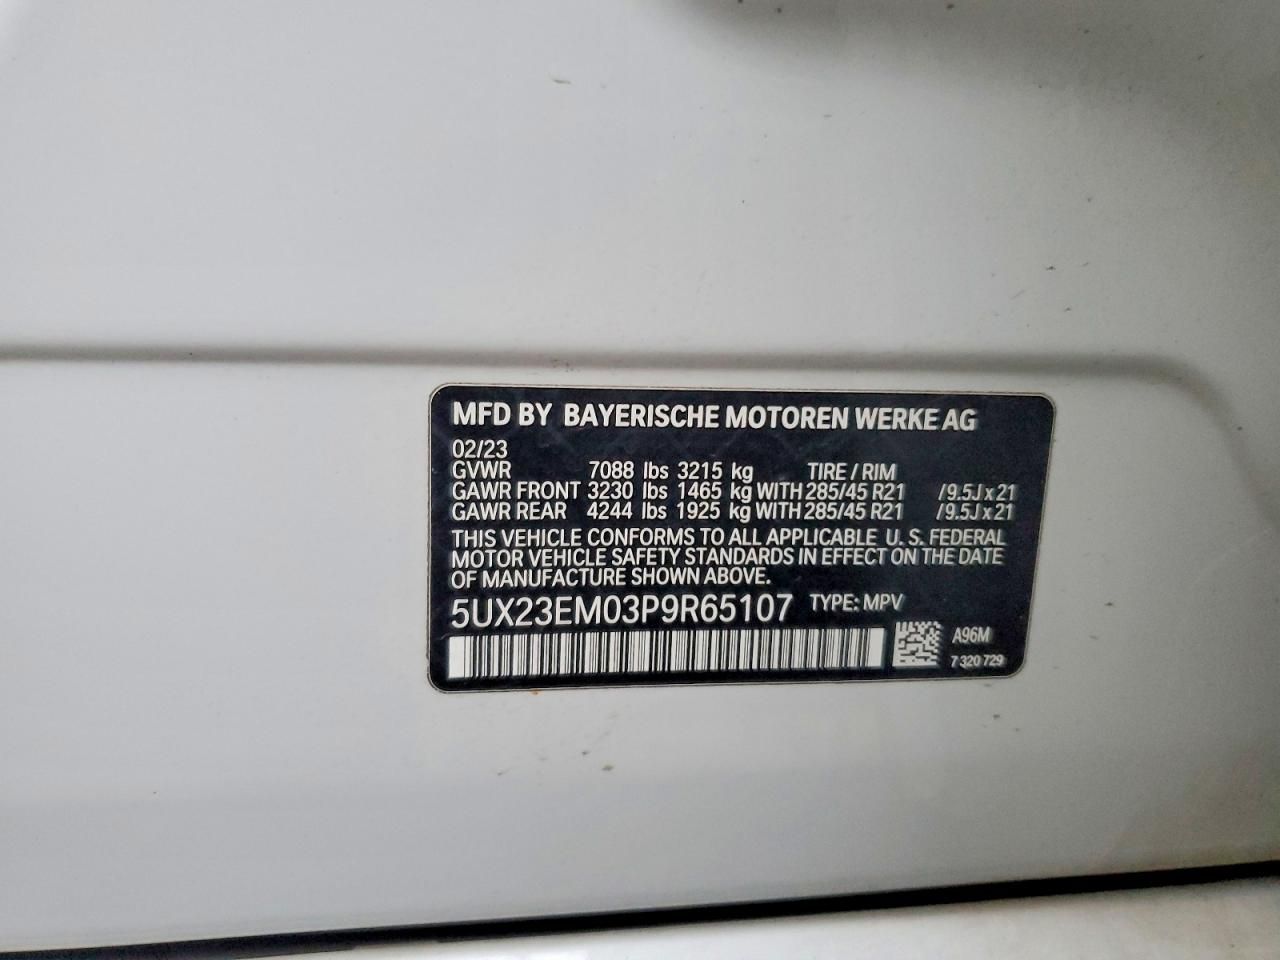 MFD BY BAYERISCHE MOTOREN WERKE AG
02/23
GVWR 7088 lbs 3215 kg TIRE / RIM
GAWR FRONT 3230 lbs 1465 kg WITH 285/45 R21 /9.5J x 21
GAWR REAR 4244 lbs 1925 kg WITH 285/45 R21 /9.5J x 21
THIS VEHICLE CONFORMS TO ALL APPLICABLE U. S. FEDERAL
MOTOR VEHICLE SAFETY STANDARDS IN EFFECT ON THE DATE
OF MANUFACTURE SHOWN ABOVE.
5UX23EM03P9R65107 TYPE: MPV
A96M
7 320 729